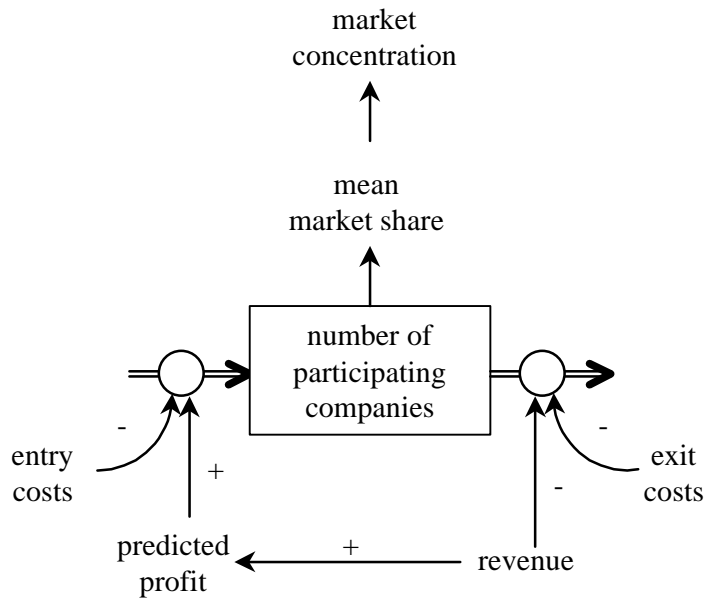 market
concentration
mean
market share
number of
participating
companies
-
-
entry
costs
+
-
exit
costs
predicted
profit
+
revenue